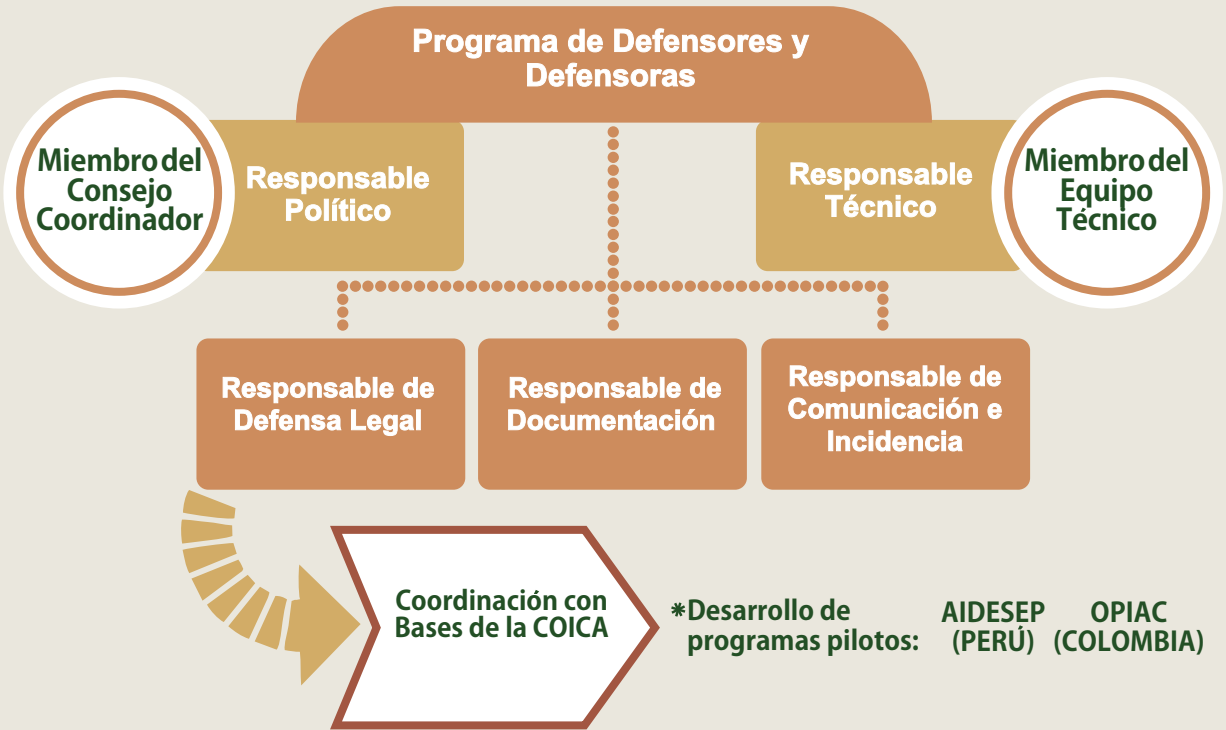 Programa de Defensores y
Defensoras
Miembro del
Consejo
Coordinador
Responsable
Político
Responsable
Técnico
Miembro del
Equipo
Técnico
Responsable de
Defensa Legal
Responsable de
Documentación
Responsable de
Comunicación e
Incidencia
Coordinación con
Bases de la COICA
*Desarrollo de
programas pilotos:
AIDESEP
(PERÚ)
OPIAC
(COLOMBIA)